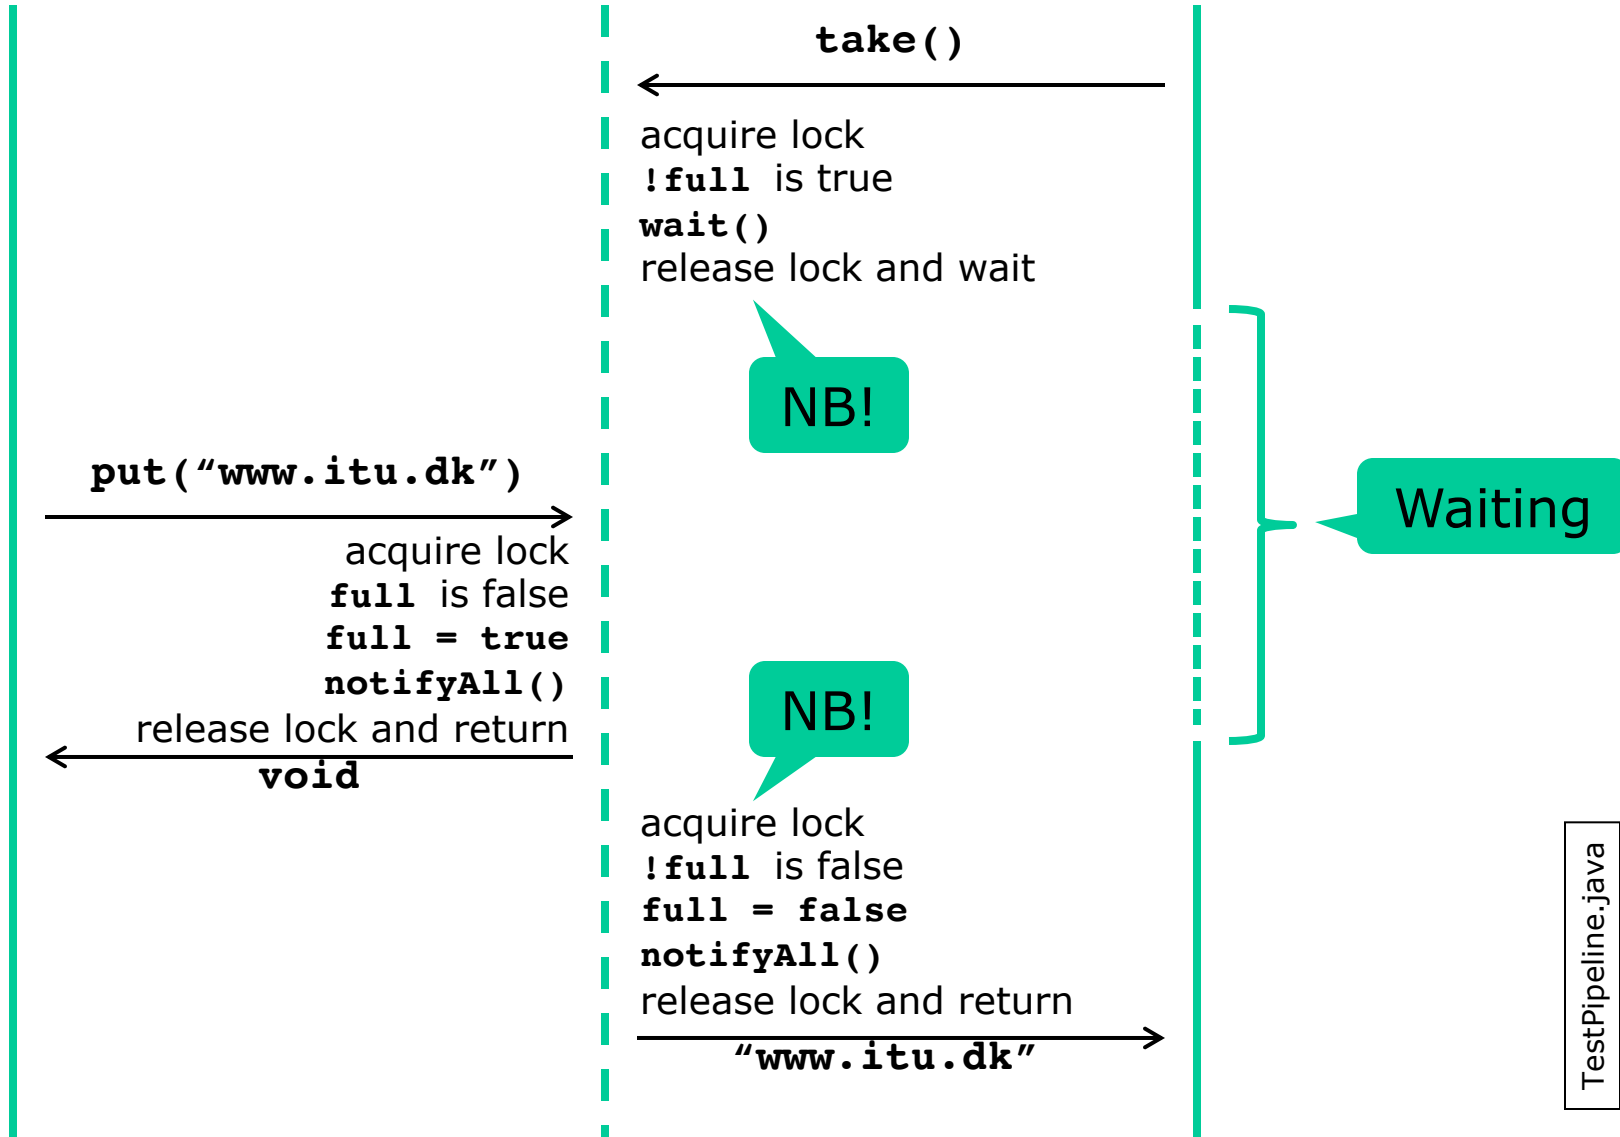 take()
acquire lock
!full is true
wait()
release lock and wait
NB!
put(“www.itu.dk”)
acquire lock
full is false
full = true
notifyAll()
release lock and return
void
Waiting
NB!
acquire lock
!full is false
full = false
notifyAll()
release lock and return
“www.itu.dk”
TestPipeline.java